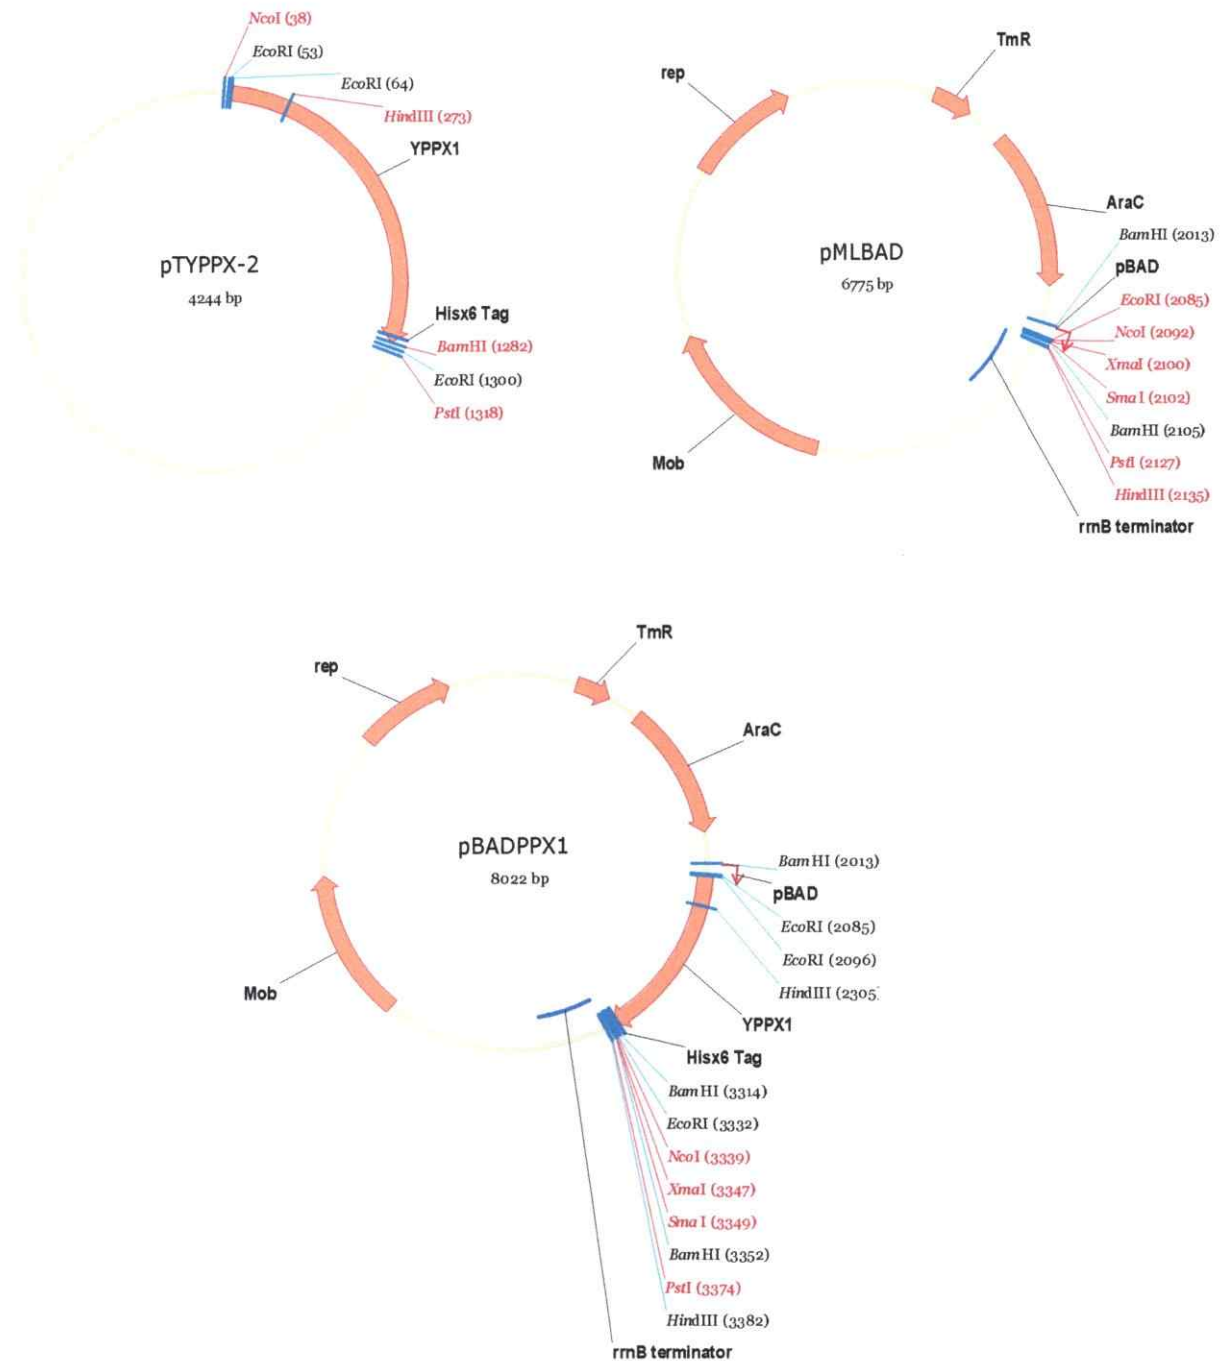 NcoI (38)
EcoRI (53)
EcoRI (64)
HindIII (273)
YPPX1
pTYPPX-2
4244 bp
Hisx6 Tag
BamHI (1282)
EcoRI (1300)
PstI (1318)
TmR
rep
AraC
BamHI (2013)
pMLBAD
6775 bp
pBAD
EcoRI (2085)
NcoI (2092)
XmaI (2100)
Sma I (2102)
BamHI (2105)
PstI (2127)
HindIII (2135)
Mob
rrnB terminator
TmR
rep
AraC
pBADPPX1
8022 bp
BamHI (2013)
pBAD
EcoRI (2085)
EcoRI (2096)
HindIII (2305)
Mob
YPPX1
Hisx6 Tag
BamHI (3314)
EcoRI (3332)
NcoI (3339)
XmaI (3347)
Sma I (3349)
BamHI (3352)
PstI (3374)
HindIII (3382)
rrnB terminator